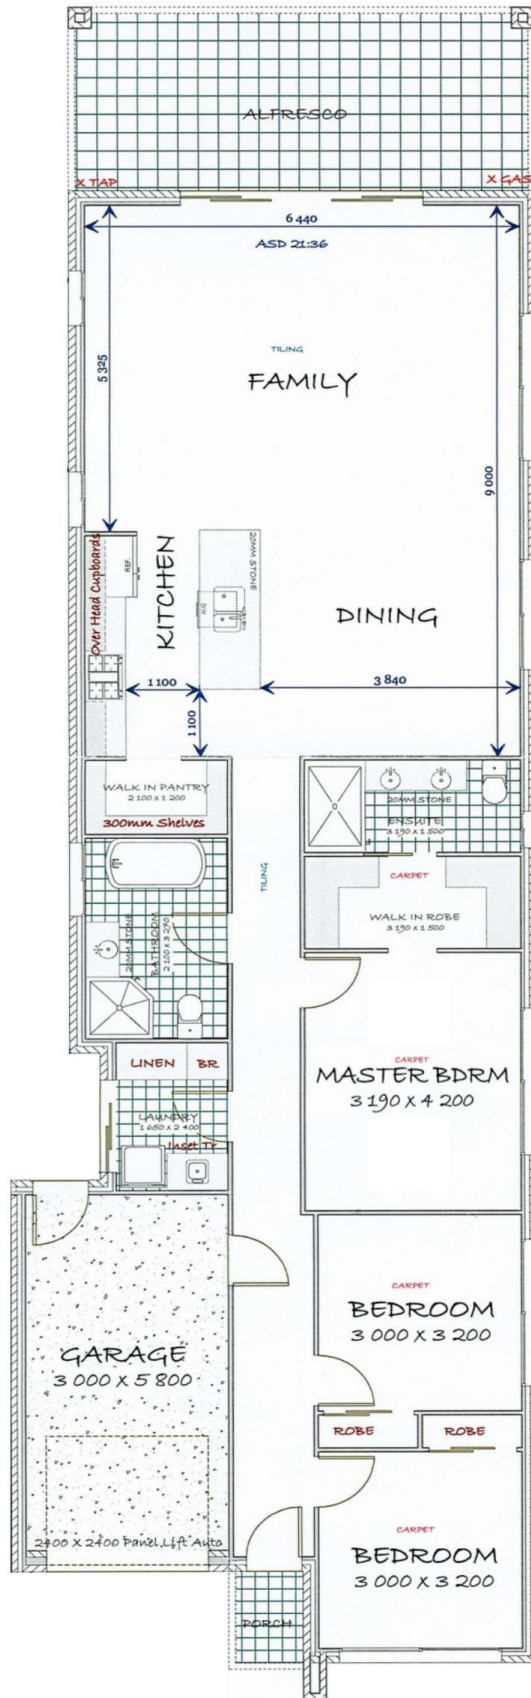 ALFRESCO
X TAP
X GAS
6 440
ASD 21:36
5 325
TILING
FAMILY
9 000
Over Head Cupboards
REF.
KITCHEN
20MM STONE
DINING
1 100
3 840
1 100
WALK IN PANTRY
2 100 X 1 200
300mm Shelves
20MM STONE
ENSUITE
3 190 X 1 500
TILING
CARPET
WALK IN ROBE
3 190 X 1 500
20MM STONE
BATHROOM
2 100 X 3 270
LINEN
BR
LAUNDRY
1 650 X 2 400
Inset Tr
CARPET
MASTER BDRM
3 190 X 4 200
CARPET
BEDROOM
3 000 X 3 200
GARAGE
3 000 X 5 800
ROBE
ROBE
2400 X 2400 Panel Lift Auto
CARPET
BEDROOM
3 000 X 3 200
PORCH